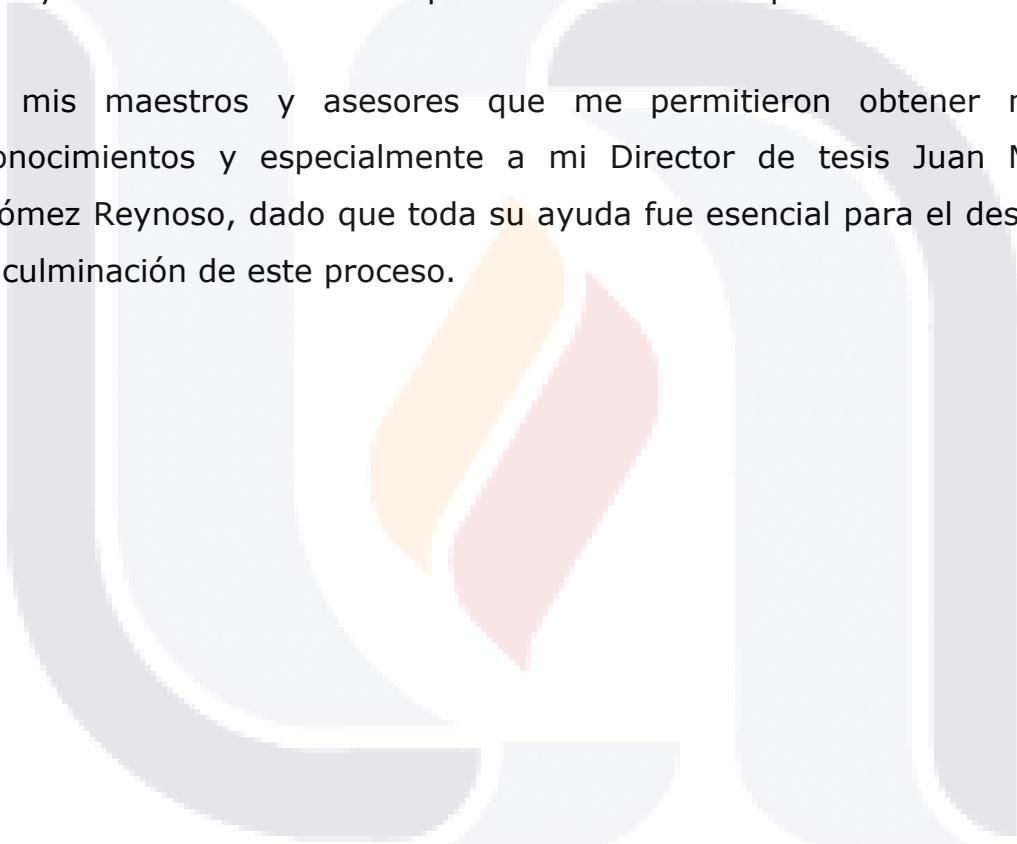 mis maestros y asesores que me permitieron obtener
onocimientos y especialmente a mi Director de tesis Juan
ómez Reynoso, dado que toda su ayuda fue esencial para el des
culminación de este proceso.